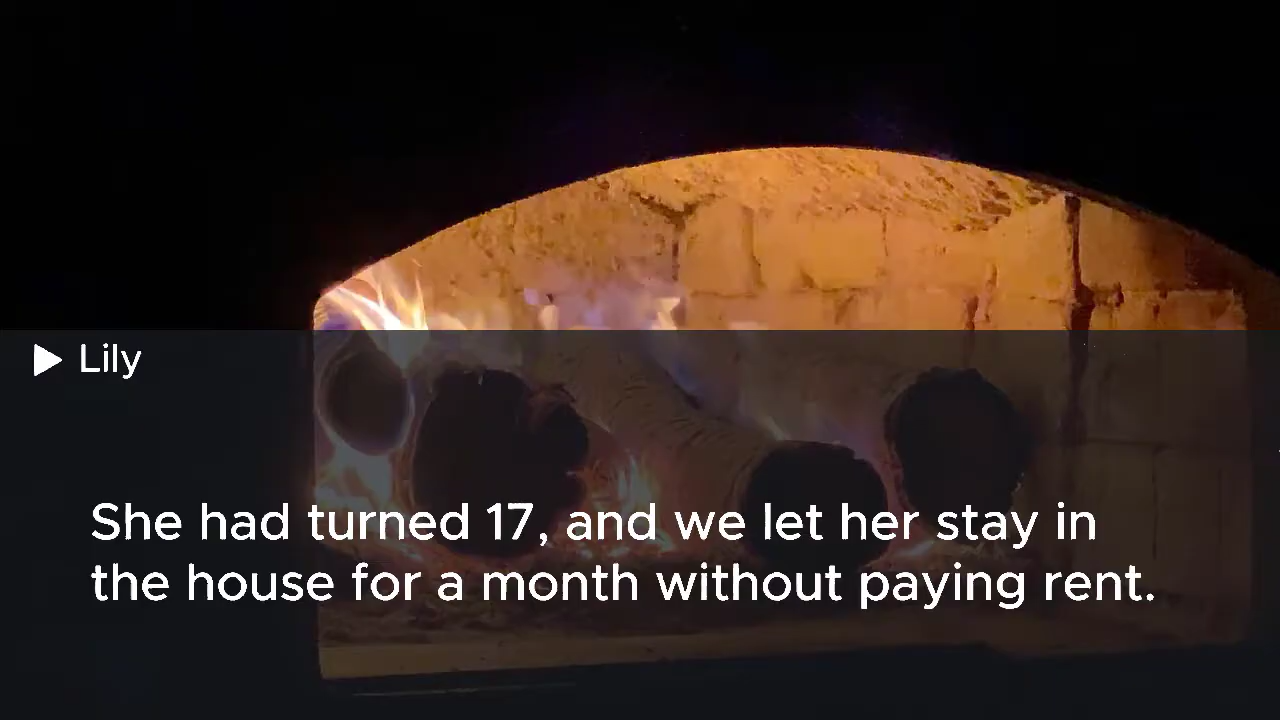 Lily
She had turned 17, and we let her stay in
the house for a month without paying rent.